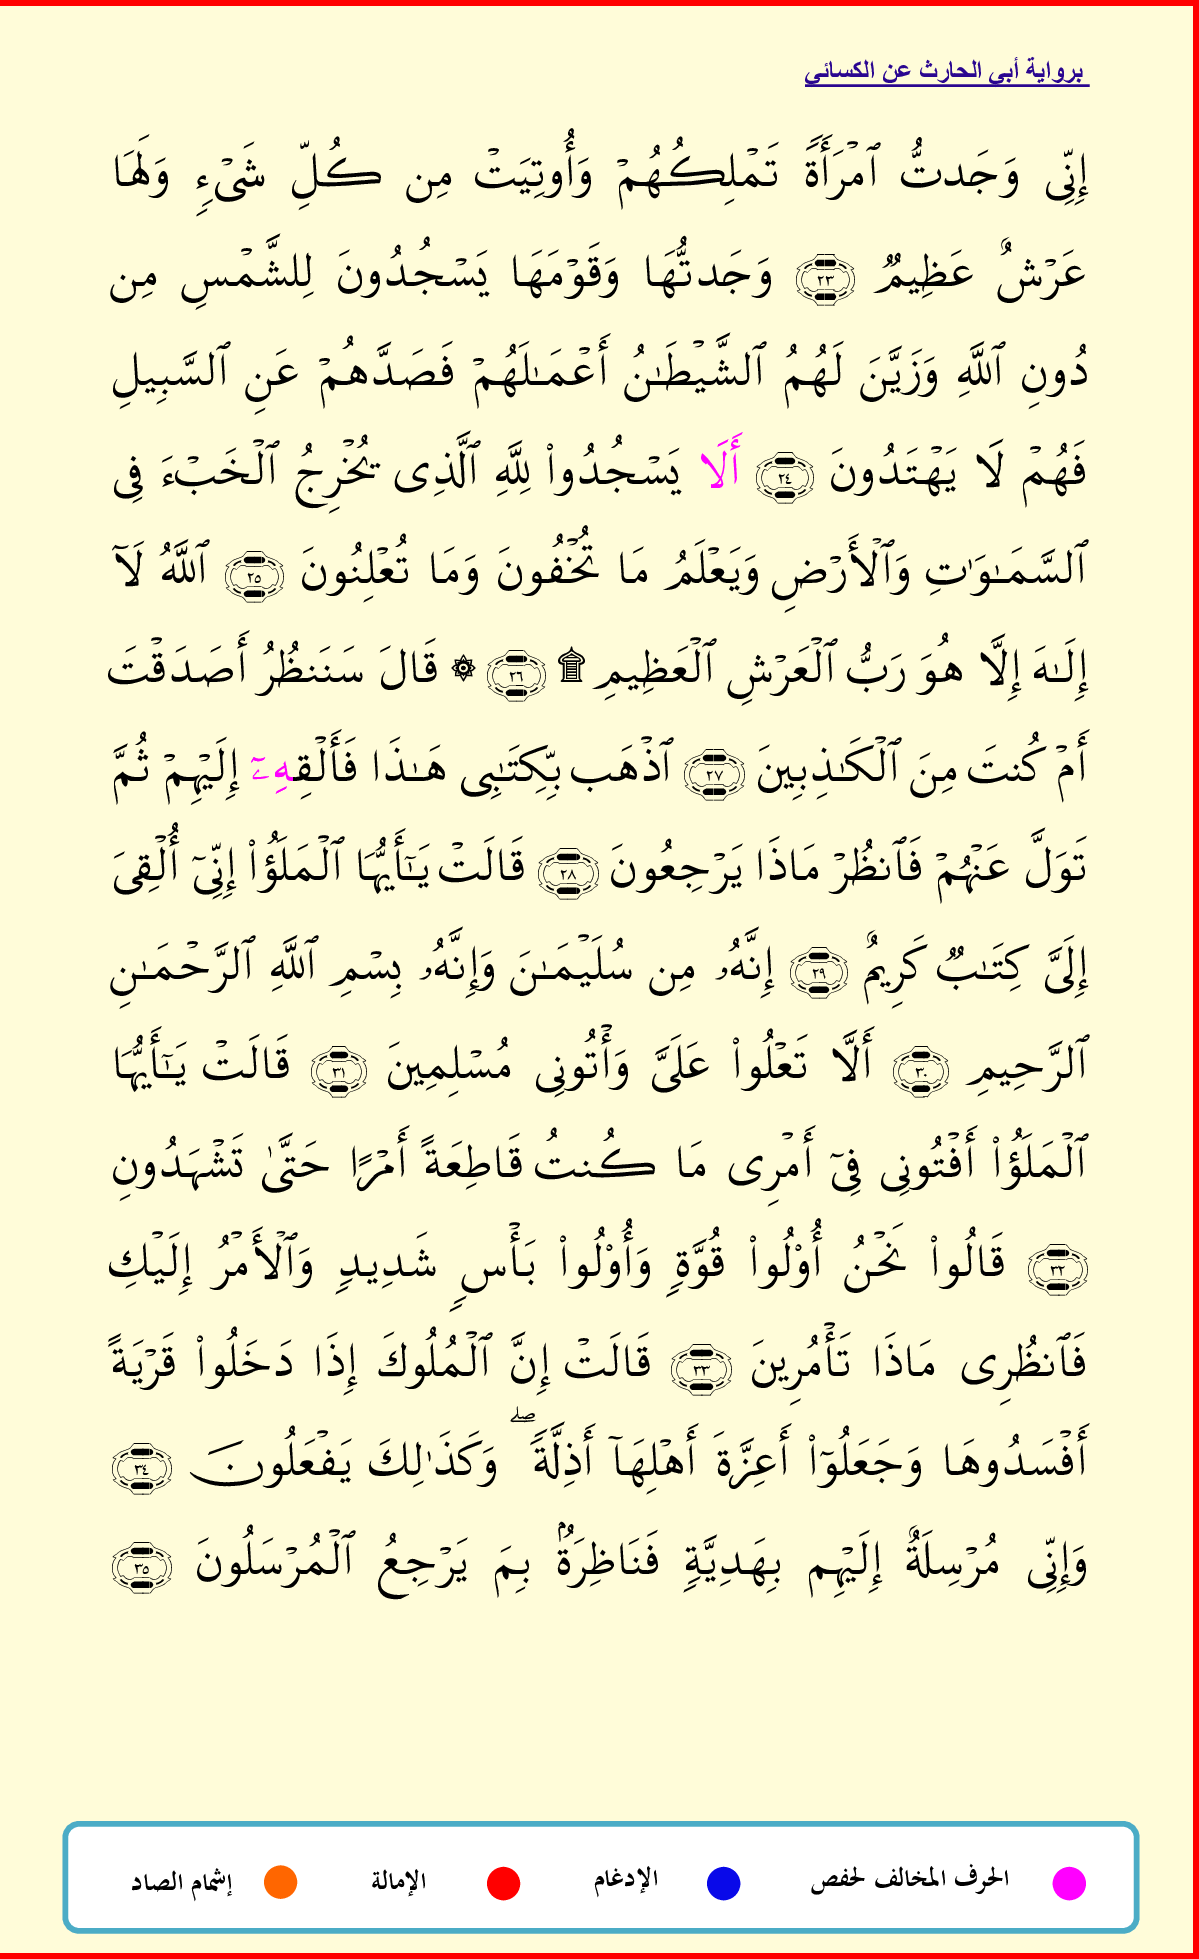 برواية أبي الحارث عن الكسائي
إِنِّى وَجَدتُّ ٱمْرَأَةً تَمْلِكُهُمْ وَأُوتِيَتْ مِن كُلِّ شَىْءٍ وَلَهَا
عَرْشٌ عَظِيمٌ ٢٣ وَجَدتُّهَا وَقَوْمَهَا يَسْجُدُونَ لِلشَّمْسِ مِن
دُونِ ٱللَّهِ وَزَيَّنَ لَهُمُ ٱلشَّيْطَـٰنُ أَعْمَـٰلَهُمْ فَصَدَّهُمْ عَنِ ٱلسَّبِيلِ
فَهُمْ لَا يَهْتَدُونَ ٢٤ أَلَا يَسْجُدُوا۟ لِلَّهِ ٱلَّذِى يُخْرِجُ ٱلْخَبْءَ فِى
ٱلسَّمَـٰوَٰتِ وَٱلْأَرْضِ وَيَعْلَمُ مَا تُخْفُونَ وَمَا تُعْلِنُونَ ٢٥ ٱللَّهُ لَآ
إِلَـٰهَ إِلَّا هُوَ رَبُّ ٱلْعَرْشِ ٱلْعَظِيمِ ۩ ٢٦ ۞ قَالَ سَنَنظُرُ أَصَدَقْتَ
أَمْ كُنتَ مِنَ ٱلْكَـٰذِبِينَ ٢٧ ٱذْهَب بِّكِتَـٰبِى هَـٰذَا فَأَلْقِهِۦٓ إِلَيْهِمْ ثُمَّ
تَوَلَّ عَنْهُمْ فَٱنظُرْ مَاذَا يَرْجِعُونَ ٢٨ قَالَتْ يَـٰٓأَيُّهَا ٱلْمَلَؤُا۟ إِنِّىٓ أُلْقِىَ
إِلَىَّ كِتَـٰبٌ كَرِيمٌ ٢٩ إِنَّهُۥ مِن سُلَيْمَـٰنَ وَإِنَّهُۥ بِسْمِ ٱللَّهِ ٱلرَّحْمَـٰنِ
ٱلرَّحِيمِ ٣٠ أَلَّا تَعْلُوا۟ عَلَىَّ وَأْتُونِى مُسْلِمِينَ ٣١ قَالَتْ يَـٰٓأَيُّهَا
ٱلْمَلَؤُا۟ أَفْتُونِى فِىٓ أَمْرِى مَا كُنتُ قَاطِعَةً أَمْرًا حَتَّىٰ تَشْهَدُونِ
٣٢ قَالُوا۟ نَحْنُ أُو۟لُوا۟ قُوَّةٍ وَأُو۟لُوا۟ بَأْسٍ شَدِيدٍ وَٱلْأَمْرُ إِلَيْكِ
فَٱنظُرِى مَاذَا تَأْمُرِينَ ٣٣ قَالَتْ إِنَّ ٱلْمُلُوكَ إِذَا دَخَلُوا۟ قَرْيَةً
أَفْسَدُوهَا وَجَعَلُوٓا۟ أَعِزَّةَ أَهْلِهَآ أَذِلَّةً ۖ وَكَذَٰلِكَ يَفْعَلُونَ ٣٤
وَإِنِّى مُرْسِلَةٌ إِلَيْهِم بِهَدِيَّةٍ فَنَاظِرَةٌۢ بِمَ يَرْجِعُ ٱلْمُرْسَلُونَ ٣٥
الحرف المخالف لحفص الإدغام الإمالة إشمام الصاد